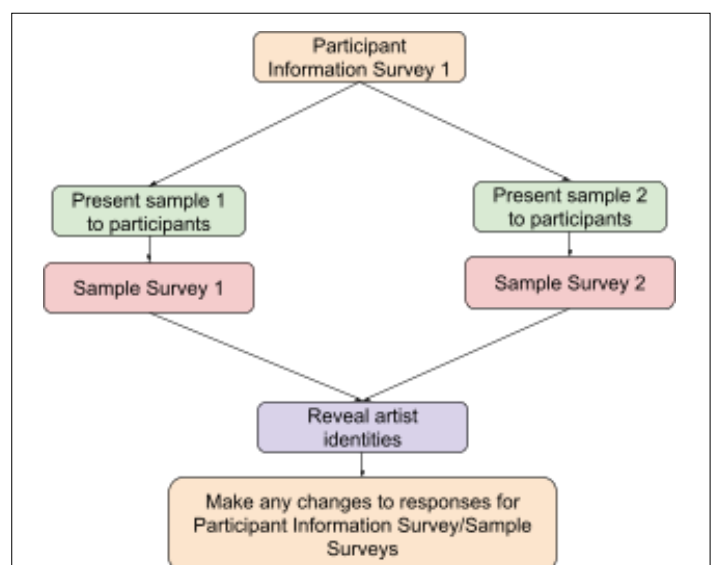 Participant
Information Survey 1
Present sample 1
to participants
Present sample 2
to participants
Sample Survey 1
Sample Survey 2
Reveal artist
identities
Make any changes to responses for
Participant Information Survey/Sample
Surveys